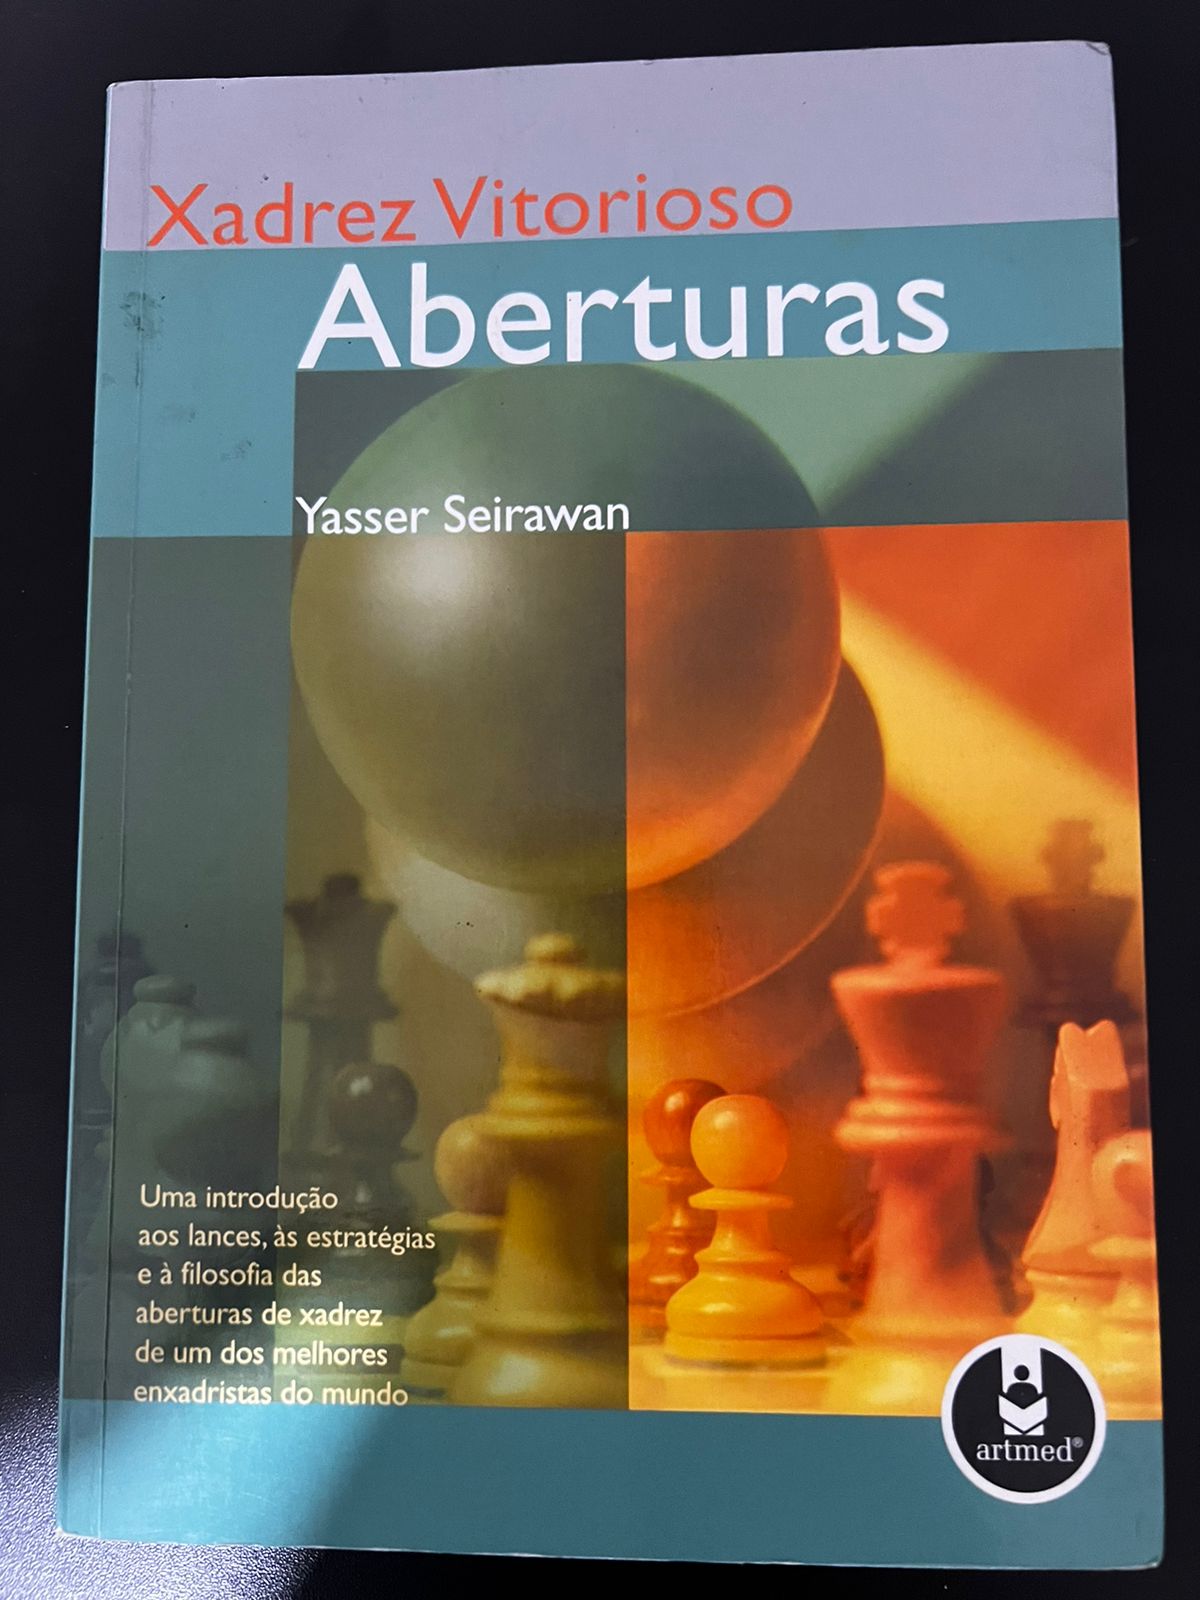 Xadrez Vitorioso
Aberturas
Yasser Seirawan
Uma introdução
aos lances, às estratégias
e à filosofia das
aberturas de xadrez
de um dos melhores
enxadristas do mundo
artmed®